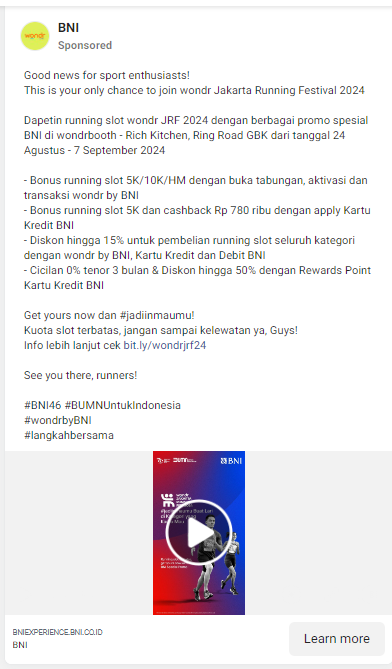 BNI
wondr
Sponsored
Good news for sport enthusiasts!
This is your only chance to join wondr Jakarta Running Festival 2024
Dapetin running slot wondr JRF 2024 dengan berbagai promo spesial
BNI di wondrbooth - Rich Kitchen, Ring Road GBK dari tanggal 24
Agustus - 7 September 2024
- Bonus running slot 5K/10K/HM dengan buka tabungan, aktivasi dan
transaksi wondr by BNI
- Bonus running slot 5K dan cashback Rp 780 ribu dengan apply Kartu
Kredit BNI
- Diskon hingga 15% untuk pembelian running slot seluruh kategori
dengan wondr by BNI, Kartu Kredit dan Debit BNI
- Cicilan 0% tenor 3 bulan & Diskon hingga 50% dengan Rewards Point
Kartu Kredit BNI
Get yours now dan #jadiinmaumu!
Kuota slot terbatas, jangan sampai kelewatan ya, Guys!
Info lebih lanjut cek bit.ly/wondrjrf24
See you there, runners!
#BNI46 #BUMNUntukIndonesia
#wondrbyBNI
#langkahbersama
BNI
wondr
BNIEXPERIENCE.BNI.CO.ID
BNI
Learn more